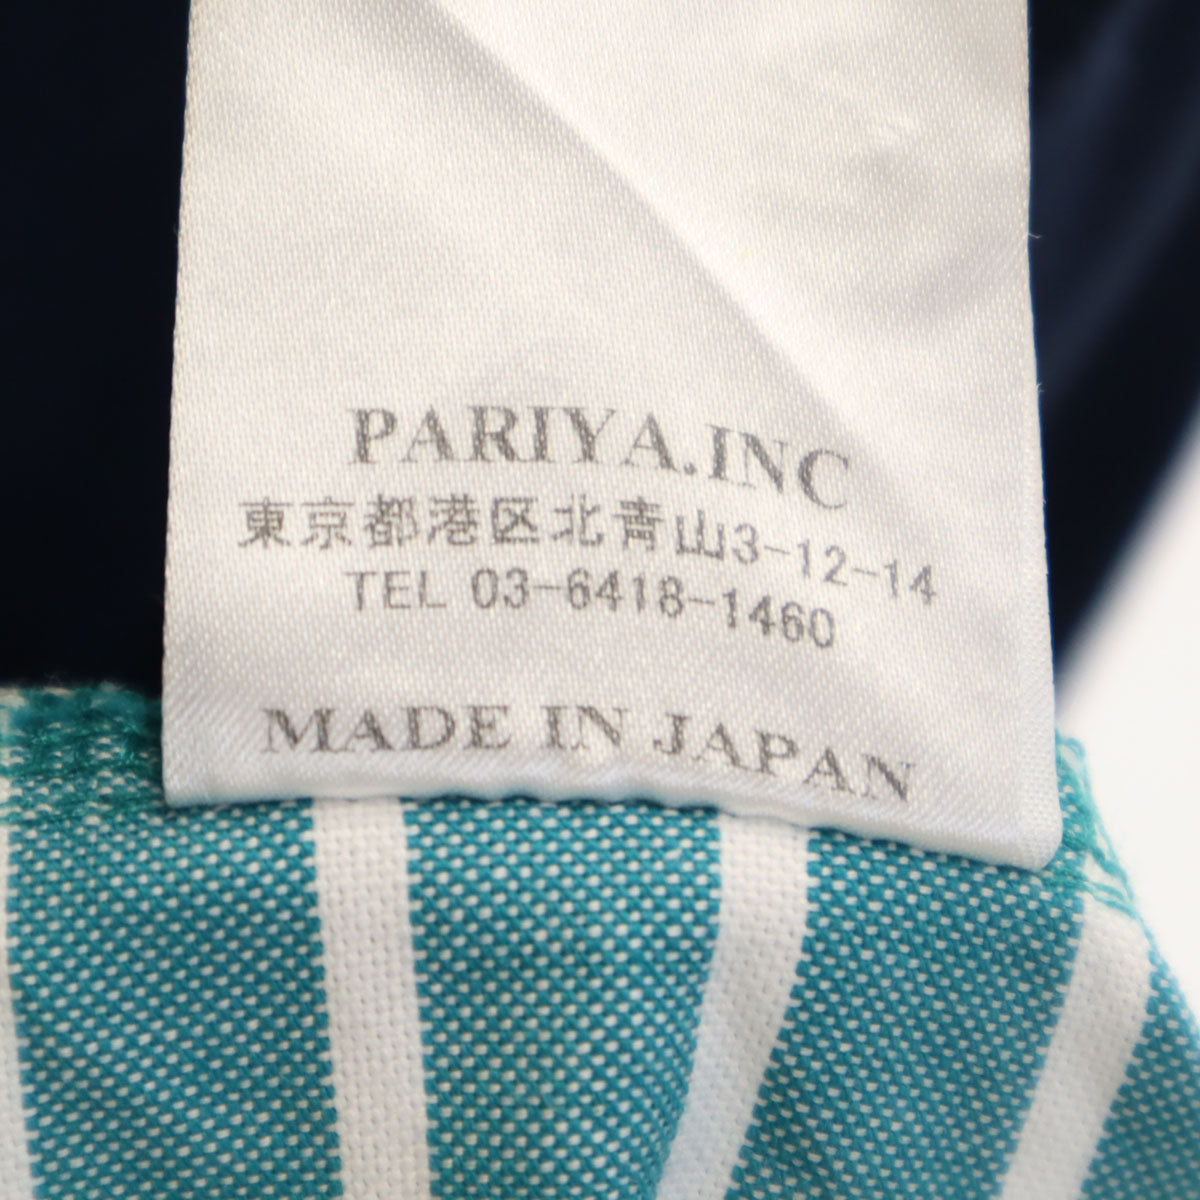 PARIYA.INC
東京都港区北青山3-12-14
TEL 03-6418-1460
MADE IN JAPAN